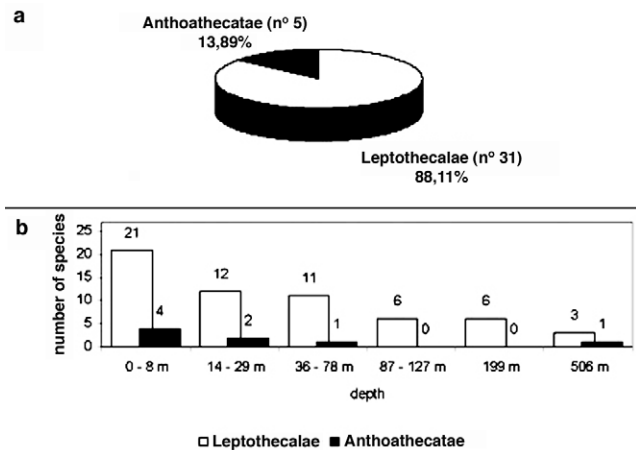 a
Anthoathecatae (nº 5)
13,89%
Leptothecalae (nº 31)
88,11%
b
number of species
25
20
15
10
5
0
21
4
12
2
11
1
6
0
6
0
3
1
0 - 8 m
14 - 29 m
36 - 78 m
87 - 127 m
199 m
506 m
depth
Leptothecalae
Anthoathecatae